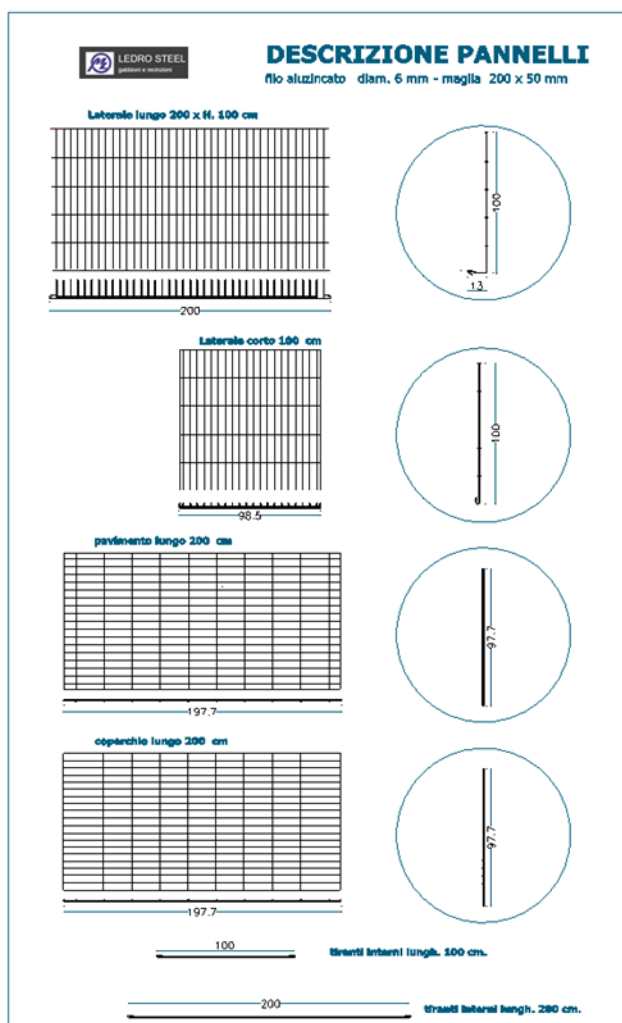 LEDRO STEEL
gabbioni e recinzioni
DESCRIZIONE PANNELLI
filo aluzincato diam. 6 mm - maglia 200 x 50 mm
Laterale lungo 200 x H. 100 cm
100
13
200
Laterale corto 100 cm
100
98.5
pavimento lungo 200 cm
97.7
197.7
coperchio lungo 200 cm
97.7
197.7
100
tiranti interni lungh. 100 cm.
200
tiranti interni lungh. 200 cm.